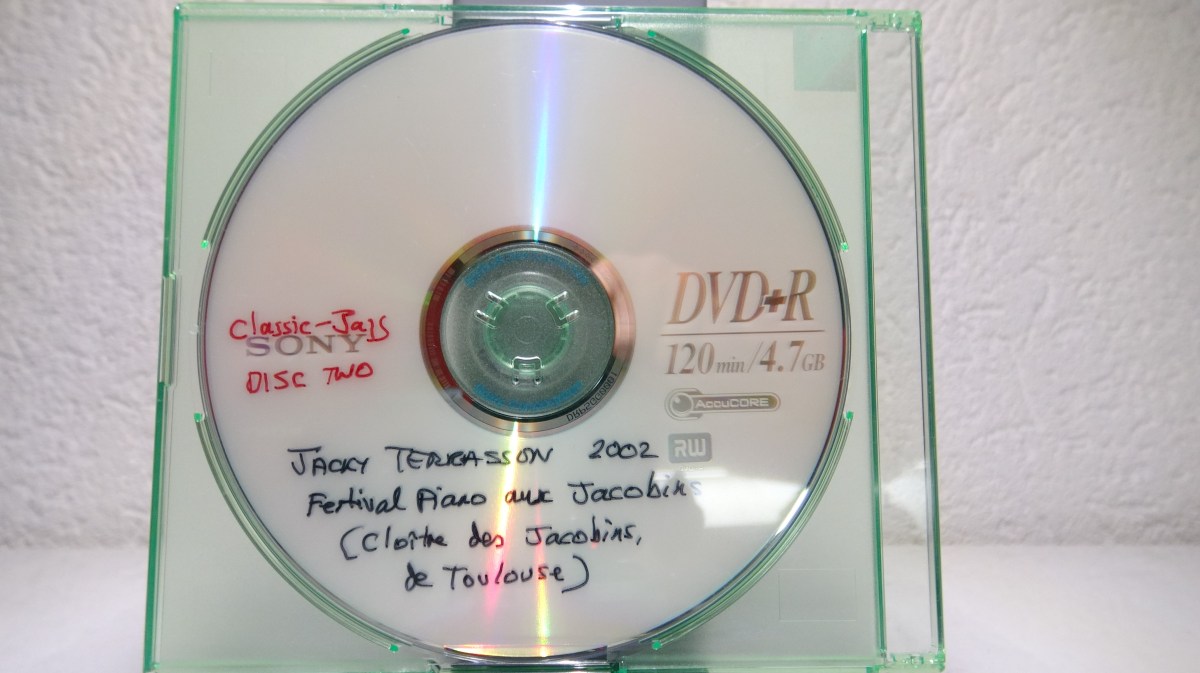 Classic-Jazz
SONY
DISC TWO
DVD+R
120min/4.7GB
AccuCORE
RW
JACKY TERRASSON 2002
Festival Piano aux Jacobins
(Cloître des Jacobins,
de Toulouse)